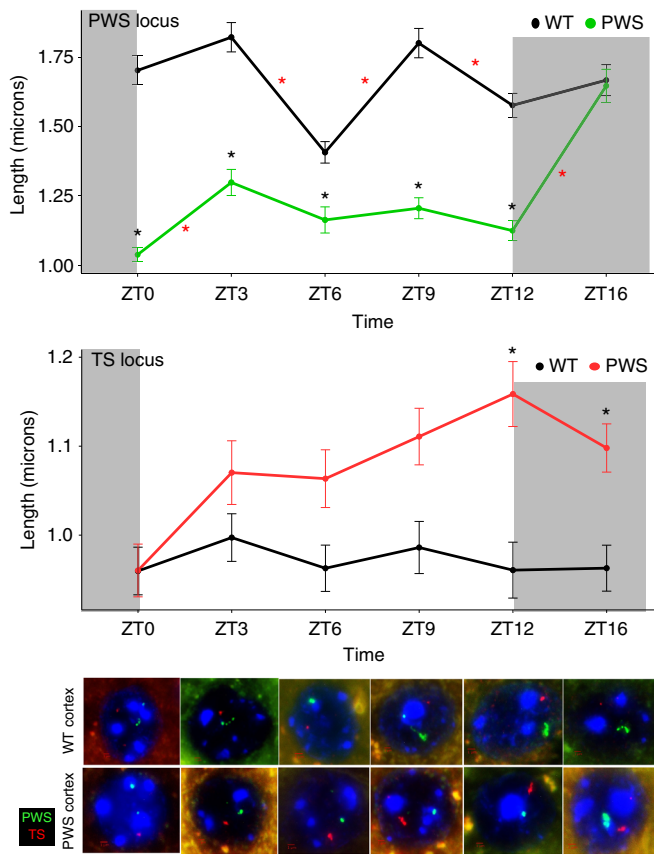 PWS locus
WT PWS
Length (microns)
1.75
1.50
1.25
1.00
* * * * * * * * * *
ZT0 ZT3 ZT6 ZT9 ZT12 ZT16
Time
TS locus
WT PWS
Length (microns)
1.2
1.1
1.0
* *
ZT0 ZT3 ZT6 ZT9 ZT12 ZT16
Time
WT cortex
PWS cortex
PWS
TS